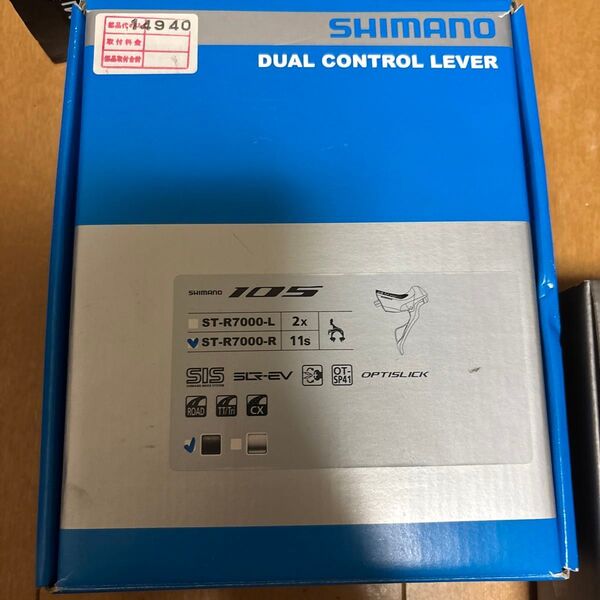 14940
部品代
取付料金
部品取付合計
SHIMANO
DUAL CONTROL LEVER
SHIMANO 105
ST-R7000-L 2x
ST-R7000-R 11s
SIS SLR-EV OT-SP41 OPTISLICK
ROAD TT/Tri CX